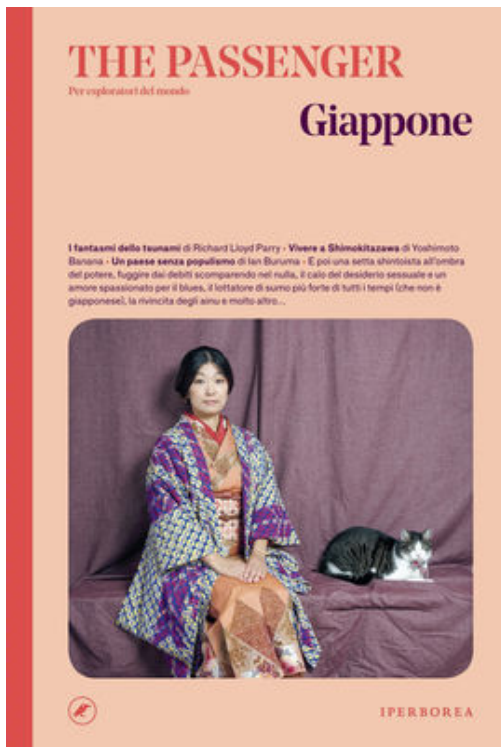 THE PASSENGER
Per esploratori del mondo
Giappone
I fantasmi dello tsunami di Richard Lloyd Parry · Vivere a Shimokitazawa di Yoshimoto
Banana · Un paese senza populismo di Ian Buruma · E poi una setta shintoista all'ombra
del potere, fuggire dai debiti scomparendo nel nulla, il calo del desiderio sessuale e un
amore spassionato per il blues, il lottatore di sumo più forte di tutti i tempi (che non è
giapponese), la rivincita degli ainu e molto altro...
IPERBOREA